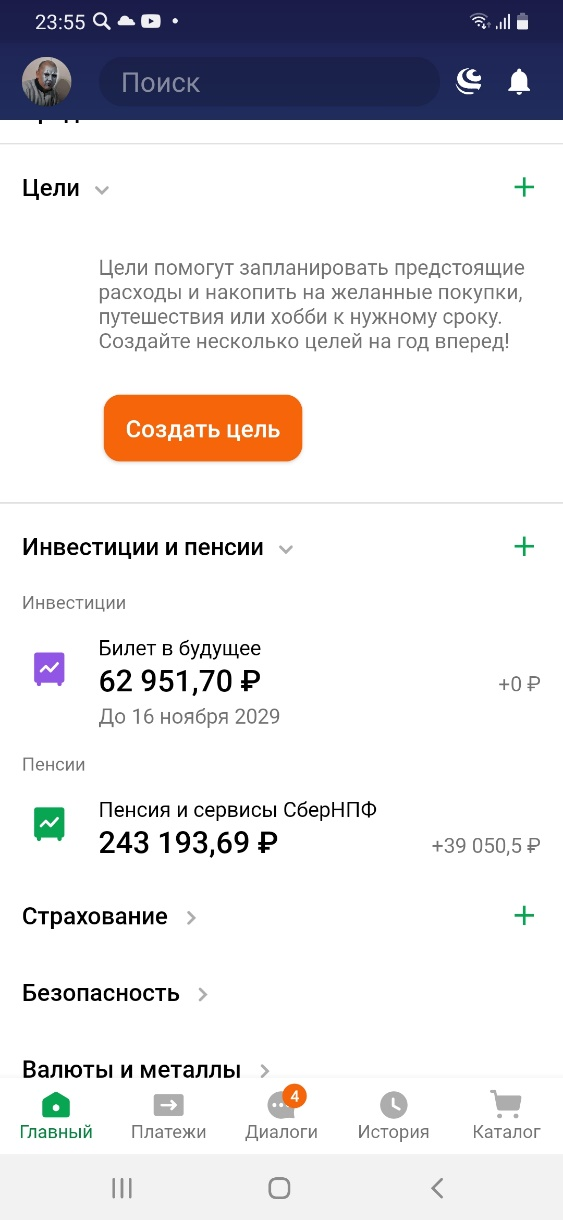 23:55
Поиск
Цели
Цели помогут запланировать предстоящие
расходы и накопить на желанные покупки,
путешествия или хобби к нужному сроку.
Создайте несколько целей на год вперед!
Создать цель
Инвестиции и пенсии
Инвестиции
Билет в будущее
62 951,70 ₽
+0 ₽
До 16 ноября 2029
Пенсии
Пенсия и сервисы СберНПФ
243 193,69 ₽
+39 050,5 ₽
Страхование
Безопасность
Валюты и металлы
4
Главный
Платежи
Диалоги
История
Каталог